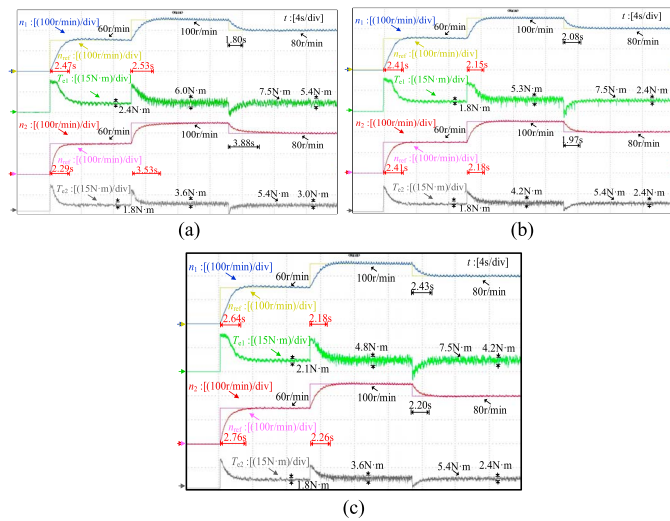 n1 :[(100r/min)/div] 60r/min t :[4s/div]
nref :[(100r/min)/div] 100r/min 1.80s 80r/min
2.47s 2.53s
Te1 :[(15N·m)/div] 6.0N·m 7.5N·m 5.4N·m
2.4N·m
n2 :[(100r/min)/div] 60r/min
nref :[(100r/min)/div] 100r/min 3.88s 80r/min
2.29s 3.53s
Te2 :[(15N·m)/div] 3.6N·m 5.4N·m 3.0N·m
1.8N·m
(a)
n1 :[(100r/min)/div] 60r/min t :[4s/div]
nref :[(100r/min)/div] 100r/min 2.08s 80r/min
2.41s 2.15s
Te1 :[(15N·m)/div] 5.3N·m 7.5N·m 2.4N·m
1.8N·m
n2 :[(100r/min)/div] 60r/min
nref :[(100r/min)/div] 100r/min 1.97s 80r/min
2.41s 2.18s
Te2 :[(15N·m)/div] 4.2N·m 5.4N·m 2.4N·m
1.8N·m
(b)
n1 :[(100r/min)/div] 60r/min t :[4s/div]
nref :[(100r/min)/div] 100r/min 2.43s 80r/min
2.64s 2.18s
Te1 :[(15N·m)/div] 4.8N·m 7.5N·m 4.2N·m
2.1N·m
n2 :[(100r/min)/div] 60r/min
nref :[(100r/min)/div] 100r/min 2.20s 80r/min
2.76s 2.26s
Te2 :[(15N·m)/div] 3.6N·m 5.4N·m 2.4N·m
1.8N·m
(c)